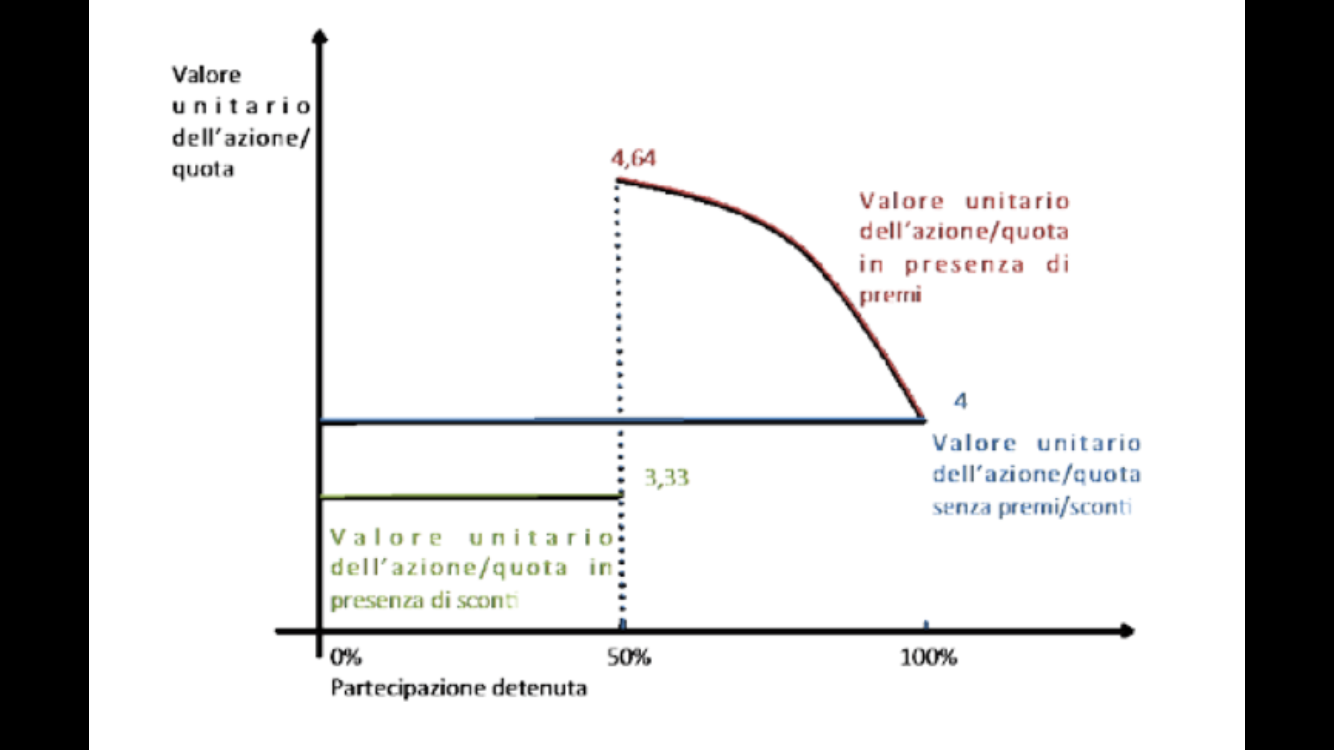 Valore
unitario
dell'azione/
quota
4,64
Valore unitario
dell'azione/quota
in presenza di
premi
4
Valore unitario
dell'azione/quota
senza premi/sconti
3,33
Valore unitario
dell'azione/quota in
presenza di sconti
0% 50% 100%
Partecipazione detenuta